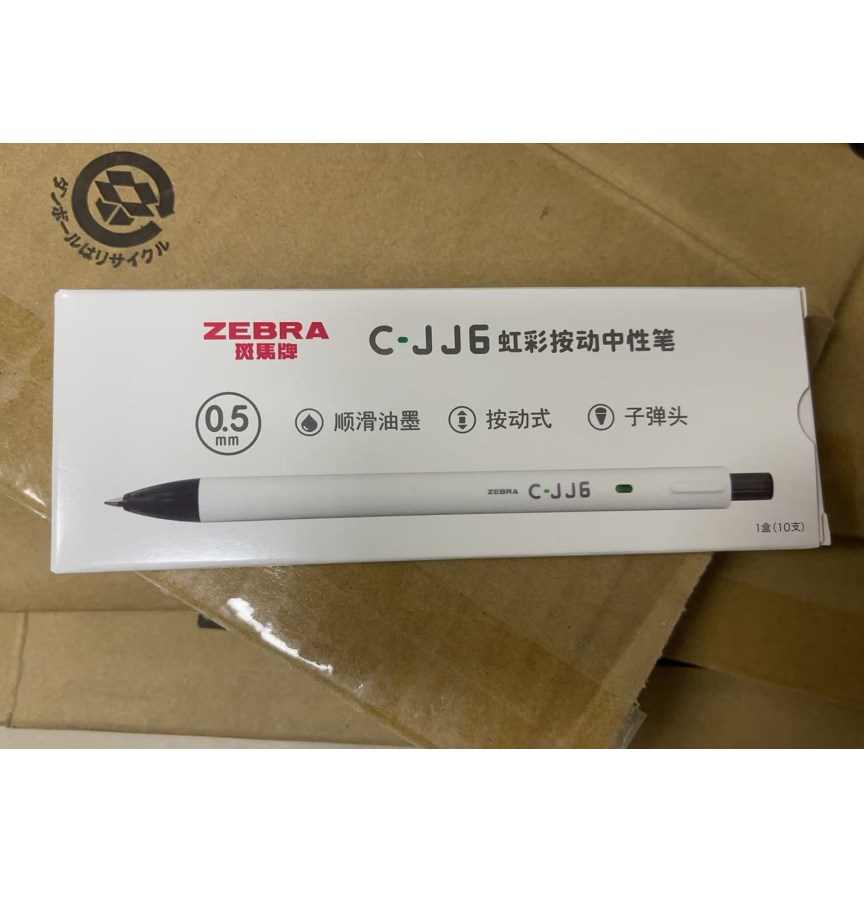 ダンボールはリサイクル
ZEBRA
斑馬牌
C-JJ6 虹彩按动中性笔
0.5
mm
顺滑油墨
按动式
子弹头
ZEBRA C-JJ6
1盒(10支)